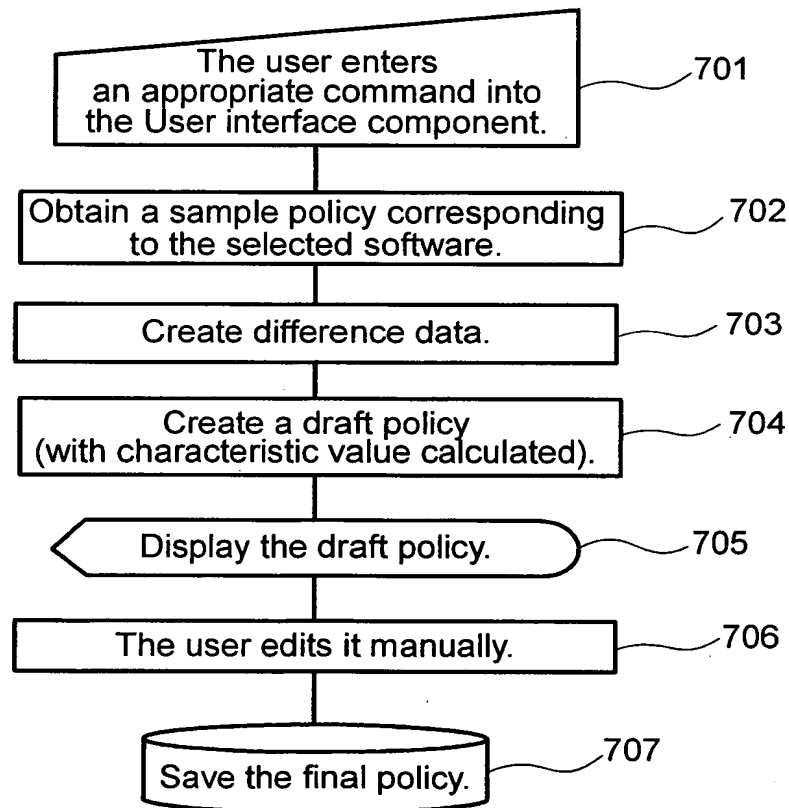 The user enters
an appropriate command into
the User interface component.
701
Obtain a sample policy corresponding
to the selected software.
702
Create difference data.
703
Create a draft policy
(with characteristic value calculated).
704
Display the draft policy.
705
The user edits it manually.
706
Save the final policy.
707